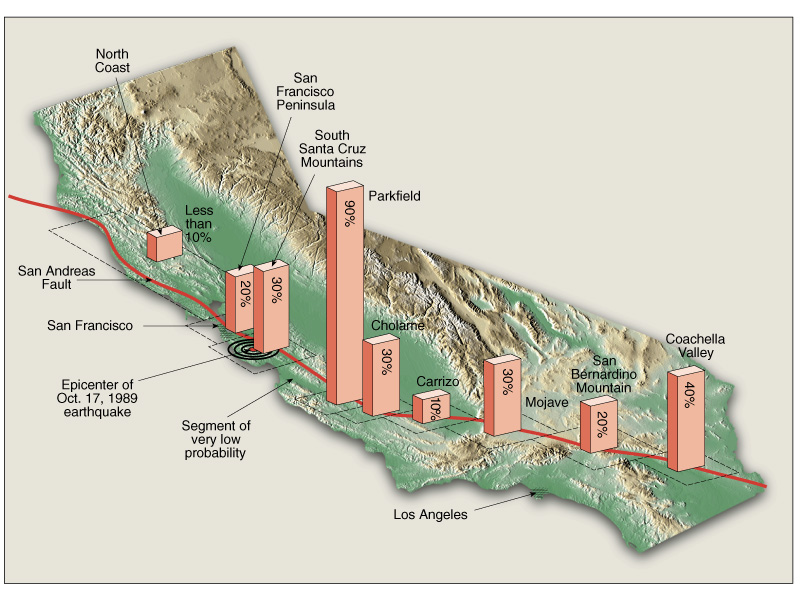 North
Coast
San
Francisco
Peninsula
South
Santa Cruz
Mountains
Parkfield
90%
Less
than
10%
San Andreas
Fault
20%
30%
San Francisco
Cholame
30%
Coachella
Valley
Epicenter of
Oct. 17, 1989
earthquake
Carrizo
10%
30%
Mojave
San
Bernardino
Mountain
20%
40%
Segment of
very low
probability
Los Angeles